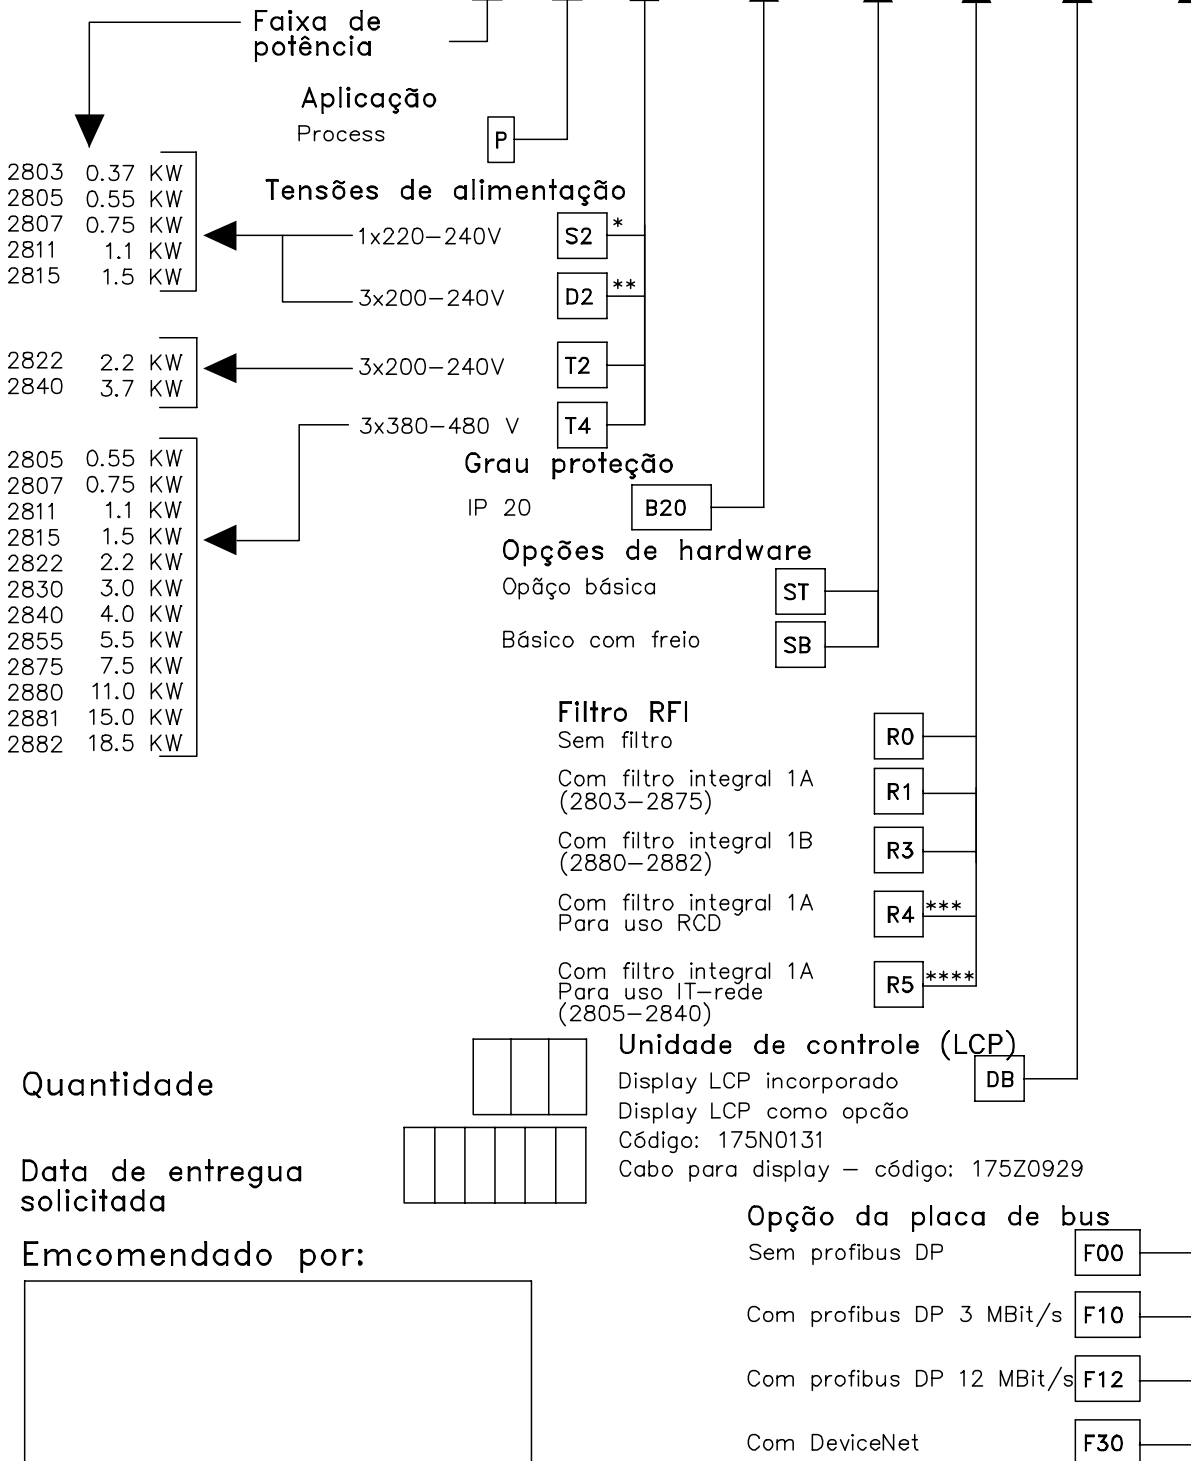 Faixa de
potência
Aplicação
Process
P
2803 0.37 KW
2805 0.55 KW
2807 0.75 KW
2811 1.1 KW
2815 1.5 KW
Tensões de alimentação
1x220-240V S2 *
3x200-240V D2 **
2822 2.2 KW
2840 3.7 KW
3x200-240V T2
3x380-480 V T4
2805 0.55 KW
2807 0.75 KW
2811 1.1 KW
2815 1.5 KW
2822 2.2 KW
2830 3.0 KW
2840 4.0 KW
2855 5.5 KW
2875 7.5 KW
2880 11.0 KW
2881 15.0 KW
2882 18.5 KW
Grau proteção
IP 20 B20
Opções de hardware
Opãço básica ST
Básico com freio SB
Filtro RFI
Sem filtro R0
Com filtro integral 1A R1
(2803-2875)
Com filtro integral 1B R3
(2880-2882)
Com filtro integral 1A R4 ***
Para uso RCD
Com filtro integral 1A R5 ****
Para uso IT-rede
(2805-2840)
Unidade de controle (LCP)
Display LCP incorporado DB
Display LCP como opcão
Código: 175N0131
Cabo para display - código: 175Z0929
Quantidade
Data de entregua
solicitada
Emcomendado por:
Opção da placa de bus
Sem profibus DP F00
Com profibus DP 3 MBit/s F10
Com profibus DP 12 MBit/s F12
Com DeviceNet F30